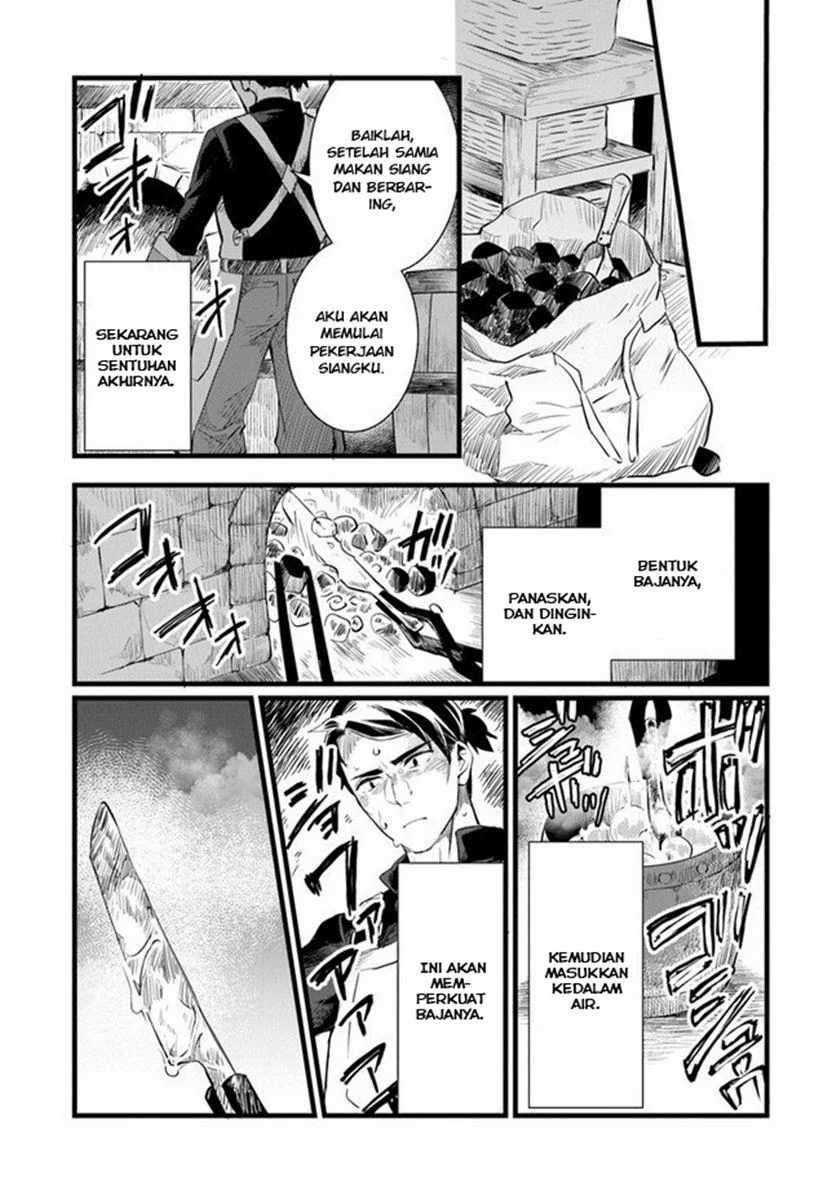 BAIKLAH,
SETELAH SAMIA
MAKAN SIANG
DAN BERBAR-
ING,
AKU AKAN
MEMULAI
PEKERJAAN
SIANGKU.
SEKARANG
UNTUK
SENTUHAN
AKHIRNYA.
BENTUK
BAJANYA,
PANASKAN,
DAN DINGIN-
KAN.
KEMUDIAN
MASUKKAN
KEDALAM
AIR.
INI AKAN
MEM-
PERKUAT
BAJANYA.